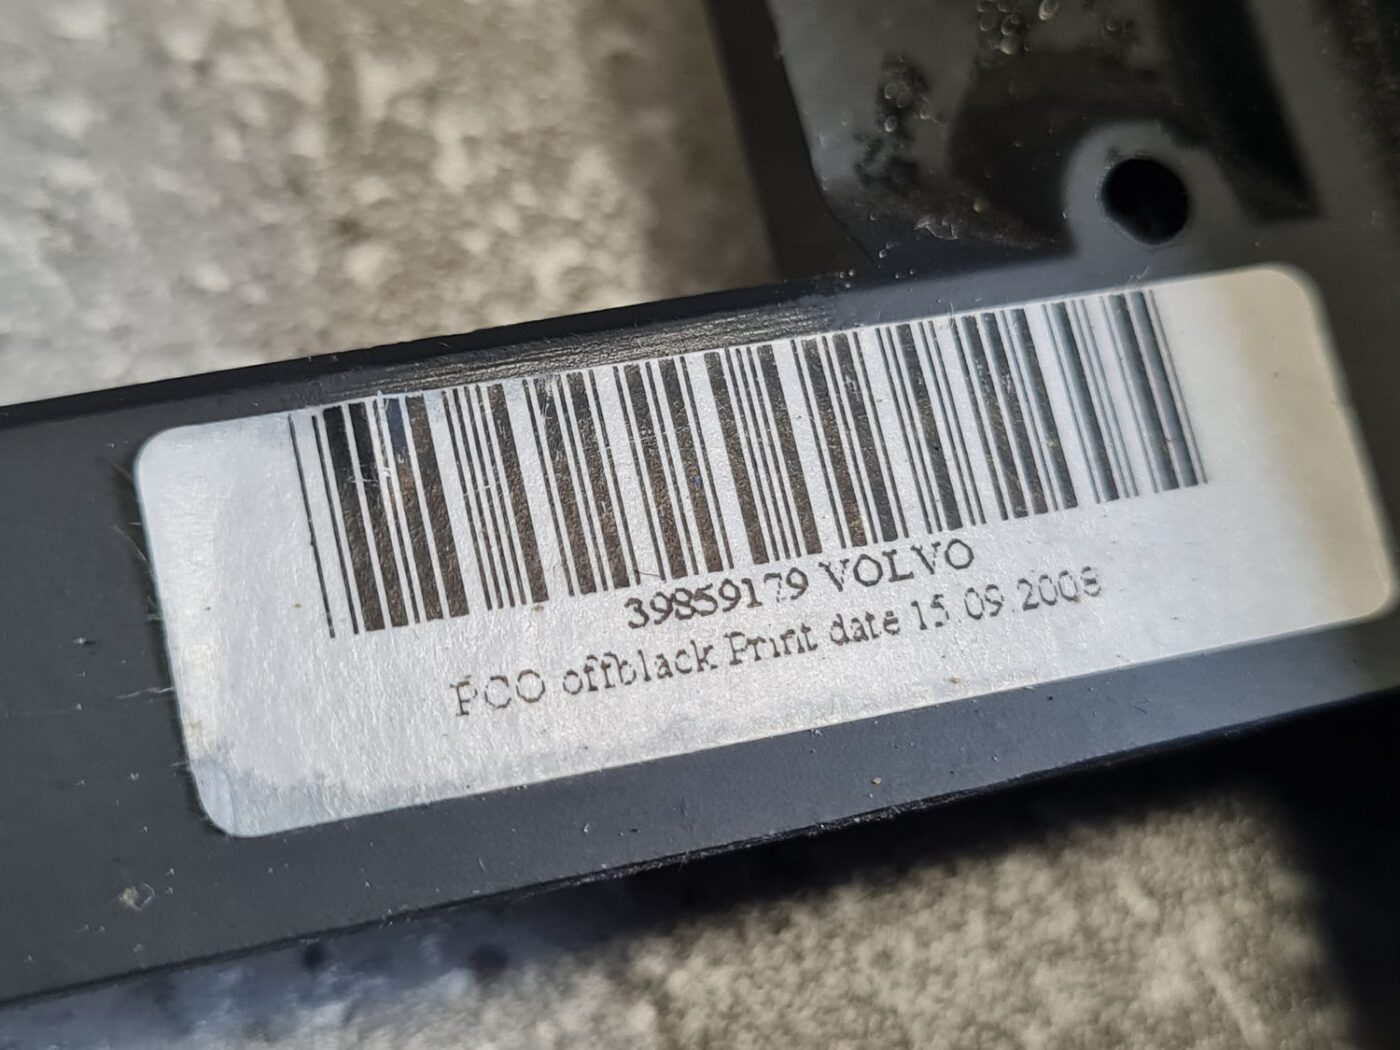 39859179 VOLVO
PCO offblack Print date 15.09.2008